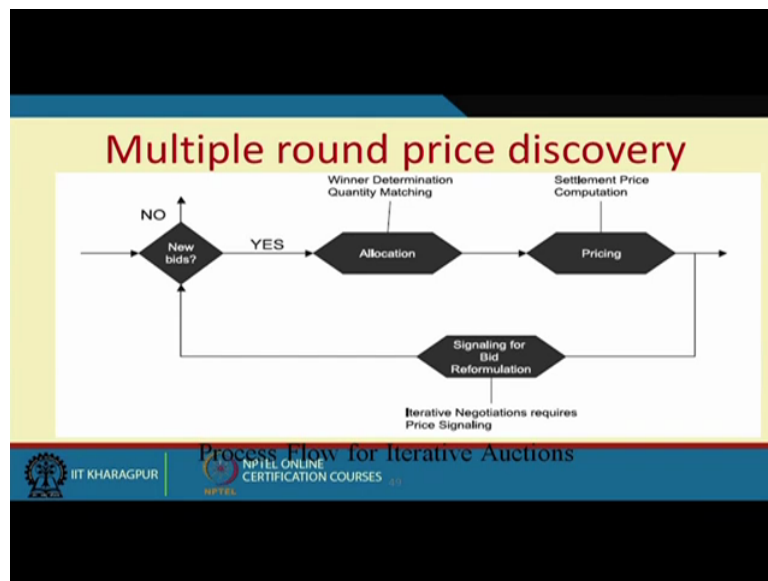 Multiple round price discovery
Winner Determination
Quantity Matching
Settlement Price
Computation
NO
New
bids?
YES
Allocation
Pricing
Signaling for
Bid
Reformulation
Iterative Negotiations requires
Price Signaling
Process Flow for Iterative Auctions
IIT KHARAGPUR
NPTEL
NPTEL ONLINE
CERTIFICATION COURSES
49